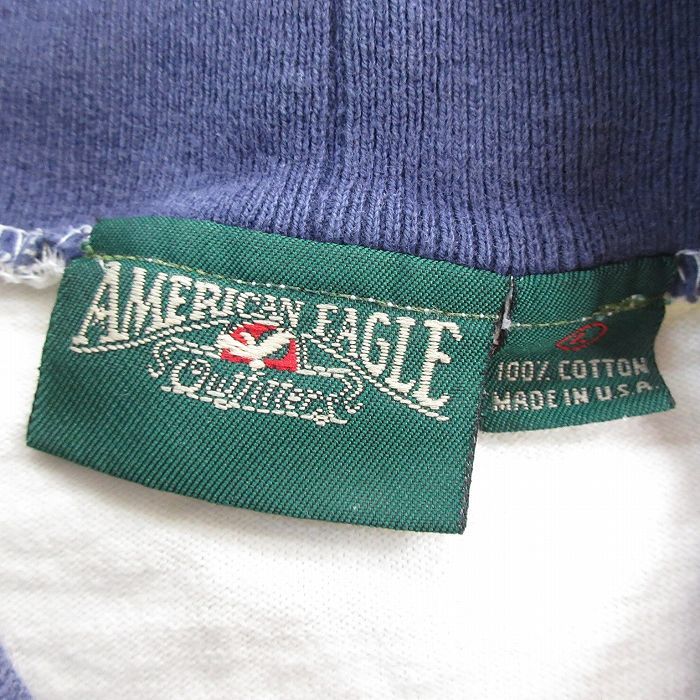 AMERICAN EAGLE
Outfitters
100% COTTON
MADE IN U.S.A.